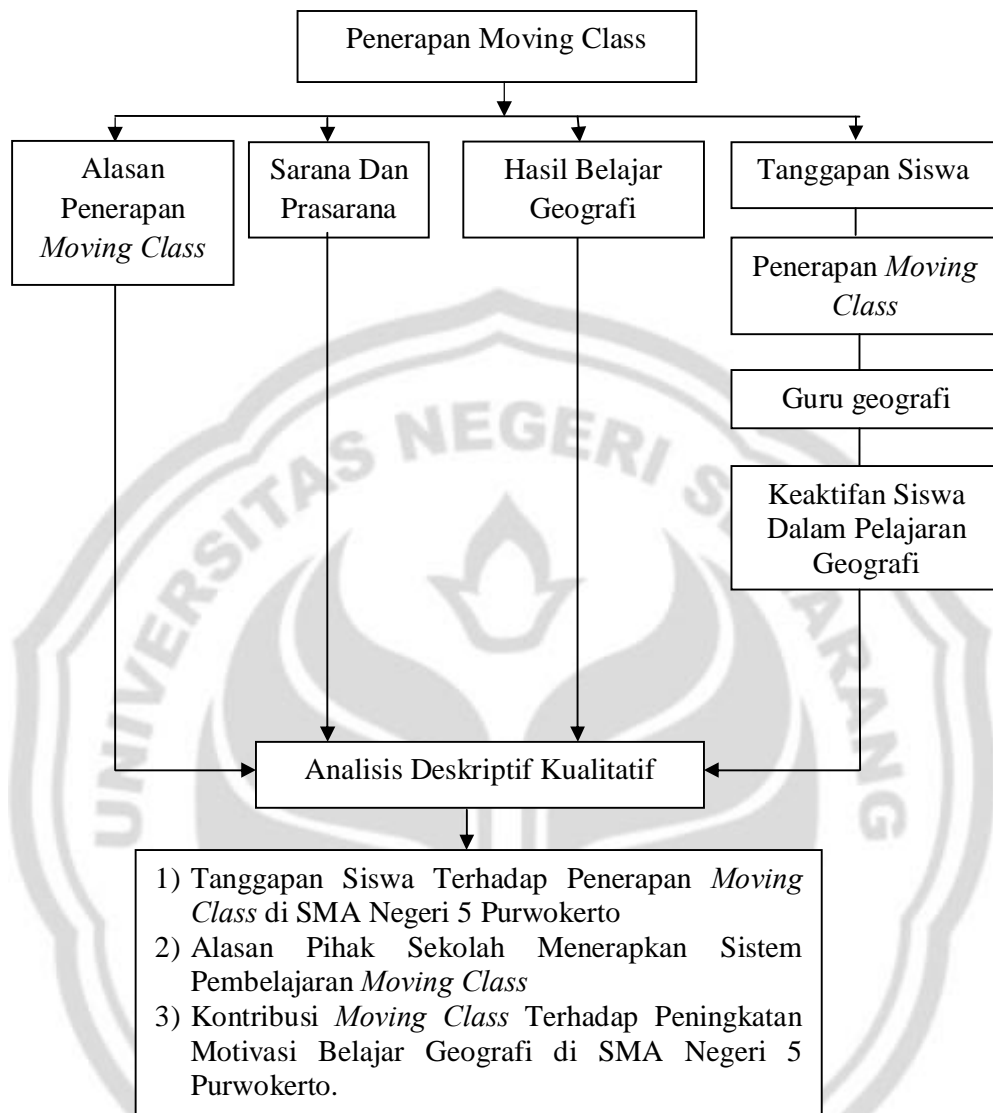 Penerapan Moving Class
Alasan
Penerapan
Moving Class
Sarana Dan
Prasarana
Hasil Belajar
Geografi
Tanggapan Siswa
Penerapan Moving
Class
Guru geografi
Keaktifan Siswa
Dalam Pelajaran
Geografi
UNIVERSITAS NEGERI SEMARANG
Analisis Deskriptif Kualitatif
1) Tanggapan Siswa Terhadap Penerapan Moving
Class di SMA Negeri 5 Purwokerto
2) Alasan Pihak Sekolah Menerapkan Sistem
Pembelajaran Moving Class
3) Kontribusi Moving Class Terhadap Peningkatan
Motivasi Belajar Geografi di SMA Negeri 5
Purwokerto.